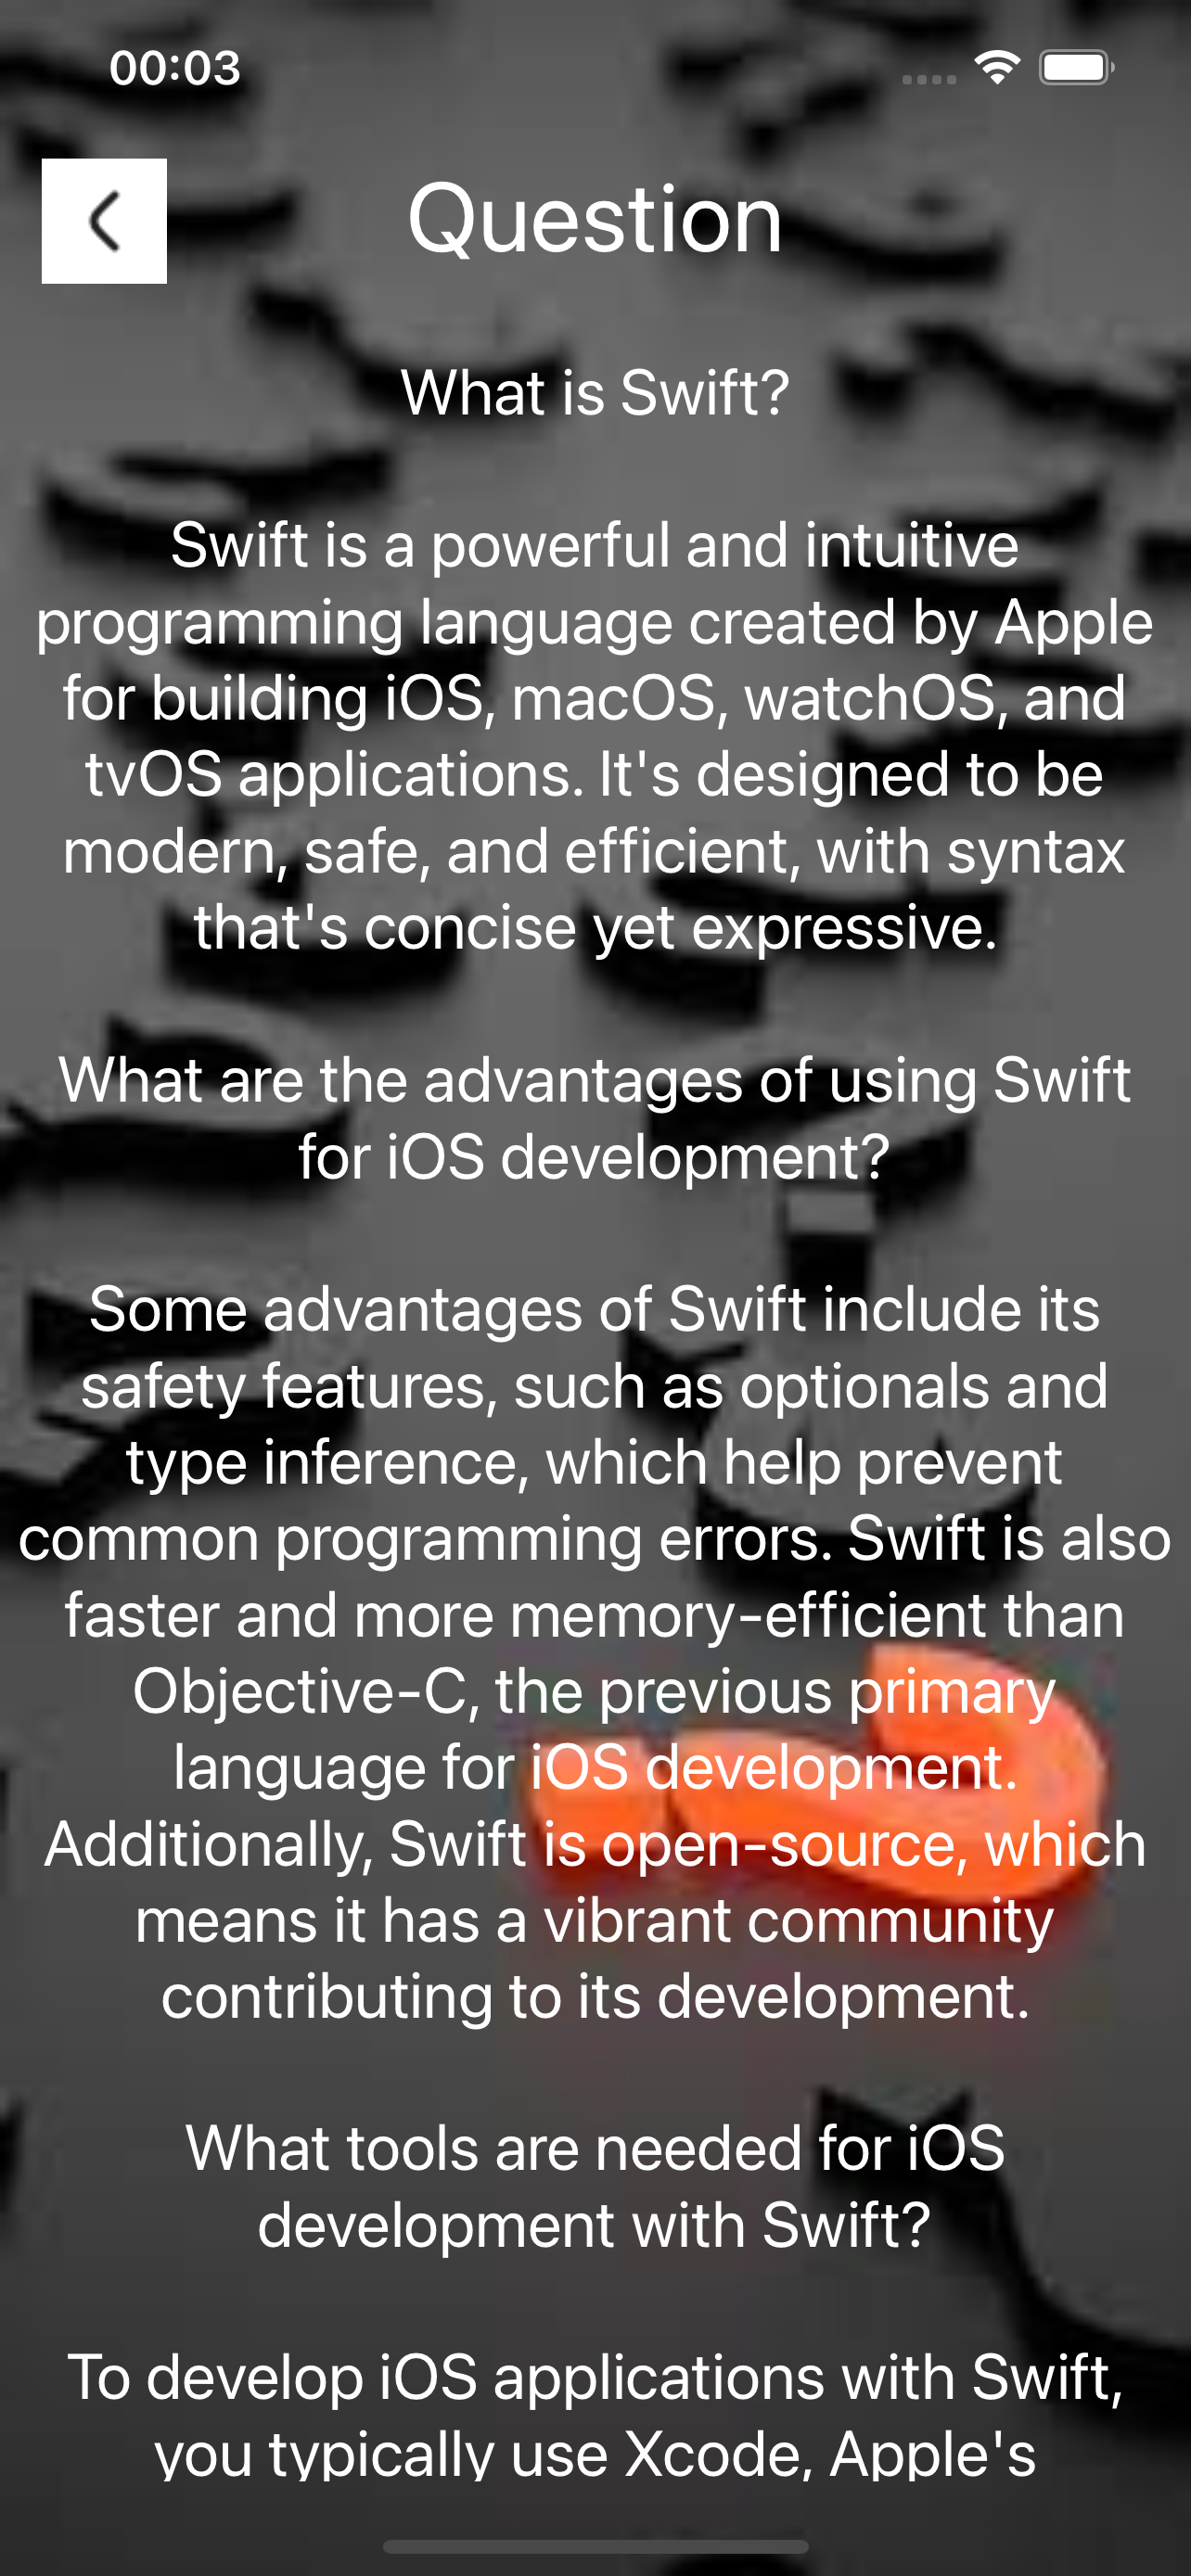 00:03
Question
What is Swift?
Swift is a powerful and intuitive
programming language created by Apple
for building iOS, macOS, watchOS, and
tvOS applications. It's designed to be
modern, safe, and efficient, with syntax
that's concise yet expressive.
What are the advantages of using Swift
for iOS development?
Some advantages of Swift include its
safety features, such as optionals and
type inference, which help prevent
common programming errors. Swift is also
faster and more memory-efficient than
Objective-C, the previous primary
language for iOS development.
Additionally, Swift is open-source, which
means it has a vibrant community
contributing to its development.
What tools are needed for iOS
development with Swift?
To develop iOS applications with Swift,
you typically use Xcode, Apple's